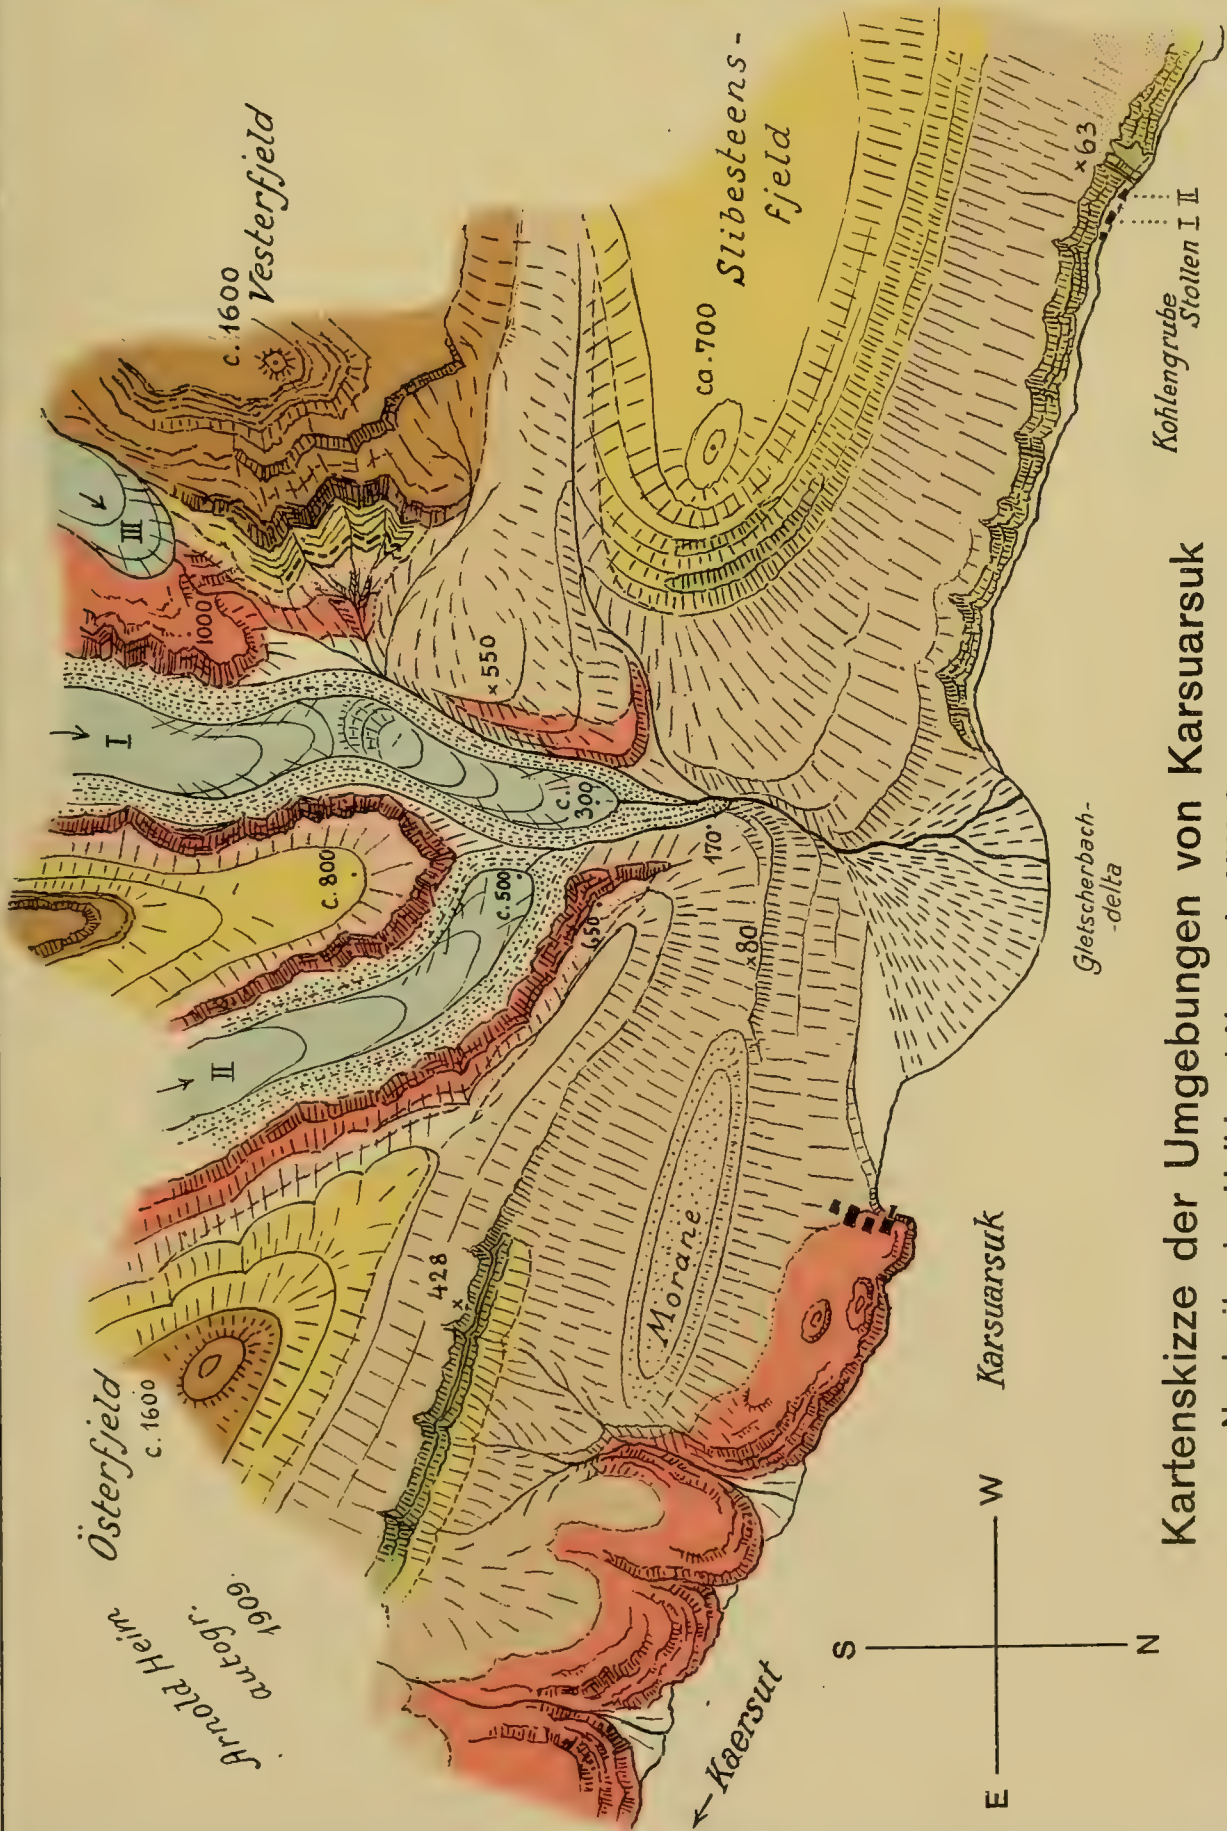 Arnold Heim
autogr.
1909.
Österfjeld
c. 1600
Vesterfjeld
c. 1600
Slibesteens-
fjeld
ca. 700
I
II
III
1000
× 550
c. 800
c. 500
c.
300
450
170
× 80
428
×
Moräne
× 63
Kohlengrube
Stollen I II
Gletscherbach-
-delta
Karsuarsuk
← Kaersut
S
E
W
N
Kartenskizze der Umgebungen von Karsuarsuk